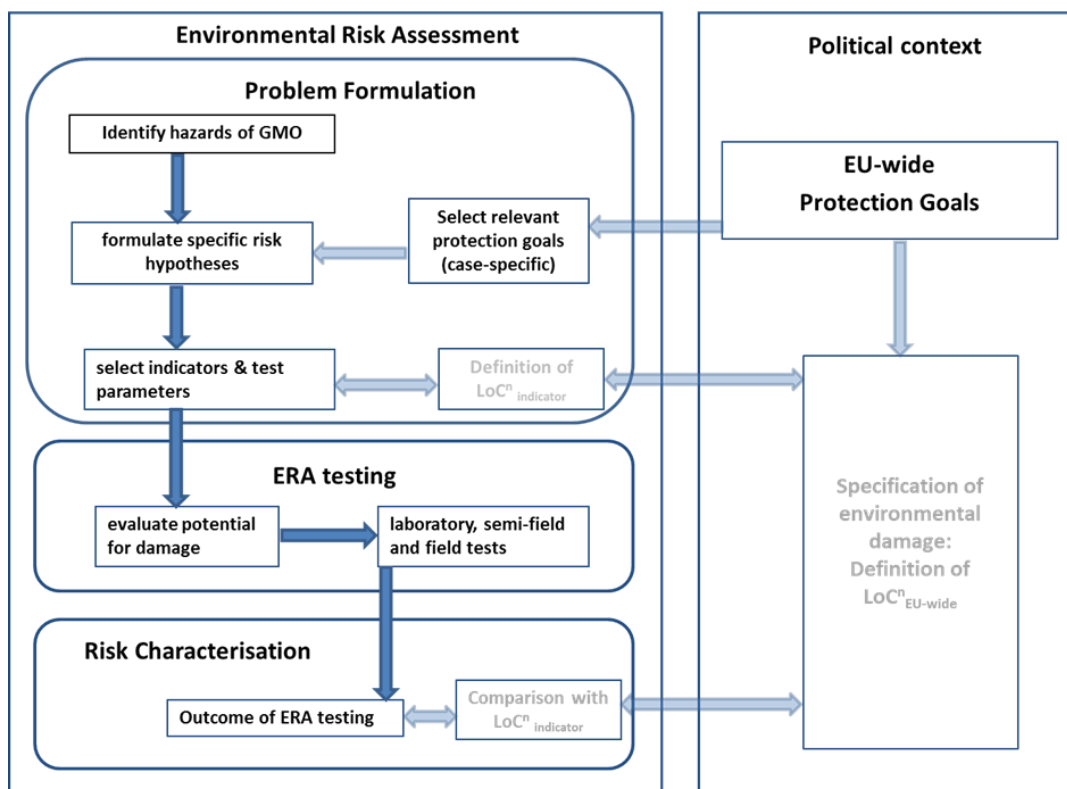 Environmental Risk Assessment
Problem Formulation
Identify hazards of GMO
formulate specific risk
hypotheses
Select relevant
protection goals
(case-specific)
select indicators & test
parameters
Definition of
LoCⁿ indicator
ERA testing
evaluate potential
for damage
laboratory, semi-field
and field tests
Risk Characterisation
Outcome of ERA testing
Comparison with
LoCⁿ indicator
Political context
EU-wide
Protection Goals
Specification of
environmental
damage:
Definition of
LoCⁿ EU-wide